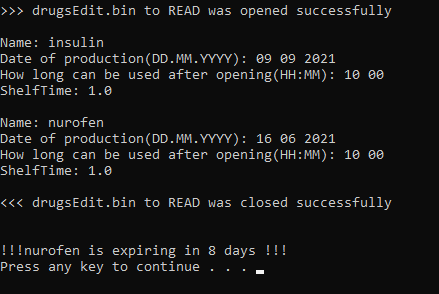 >>> drugsEdit.bin to READ was opened successfully
Name: insulin
Date of production(DD.MM.YYYY): 09 09 2021
How long can be used after opening(HH:MM): 10 00
ShelfTime: 1.0
Name: nurofen
Date of production(DD.MM.YYYY): 16 06 2021
How long can be used after opening(HH:MM): 10 00
ShelfTime: 1.0
<<< drugsEdit.bin to READ was closed successfully
!!!nurofen is expiring in 8 days !!!
Press any key to continue . . .